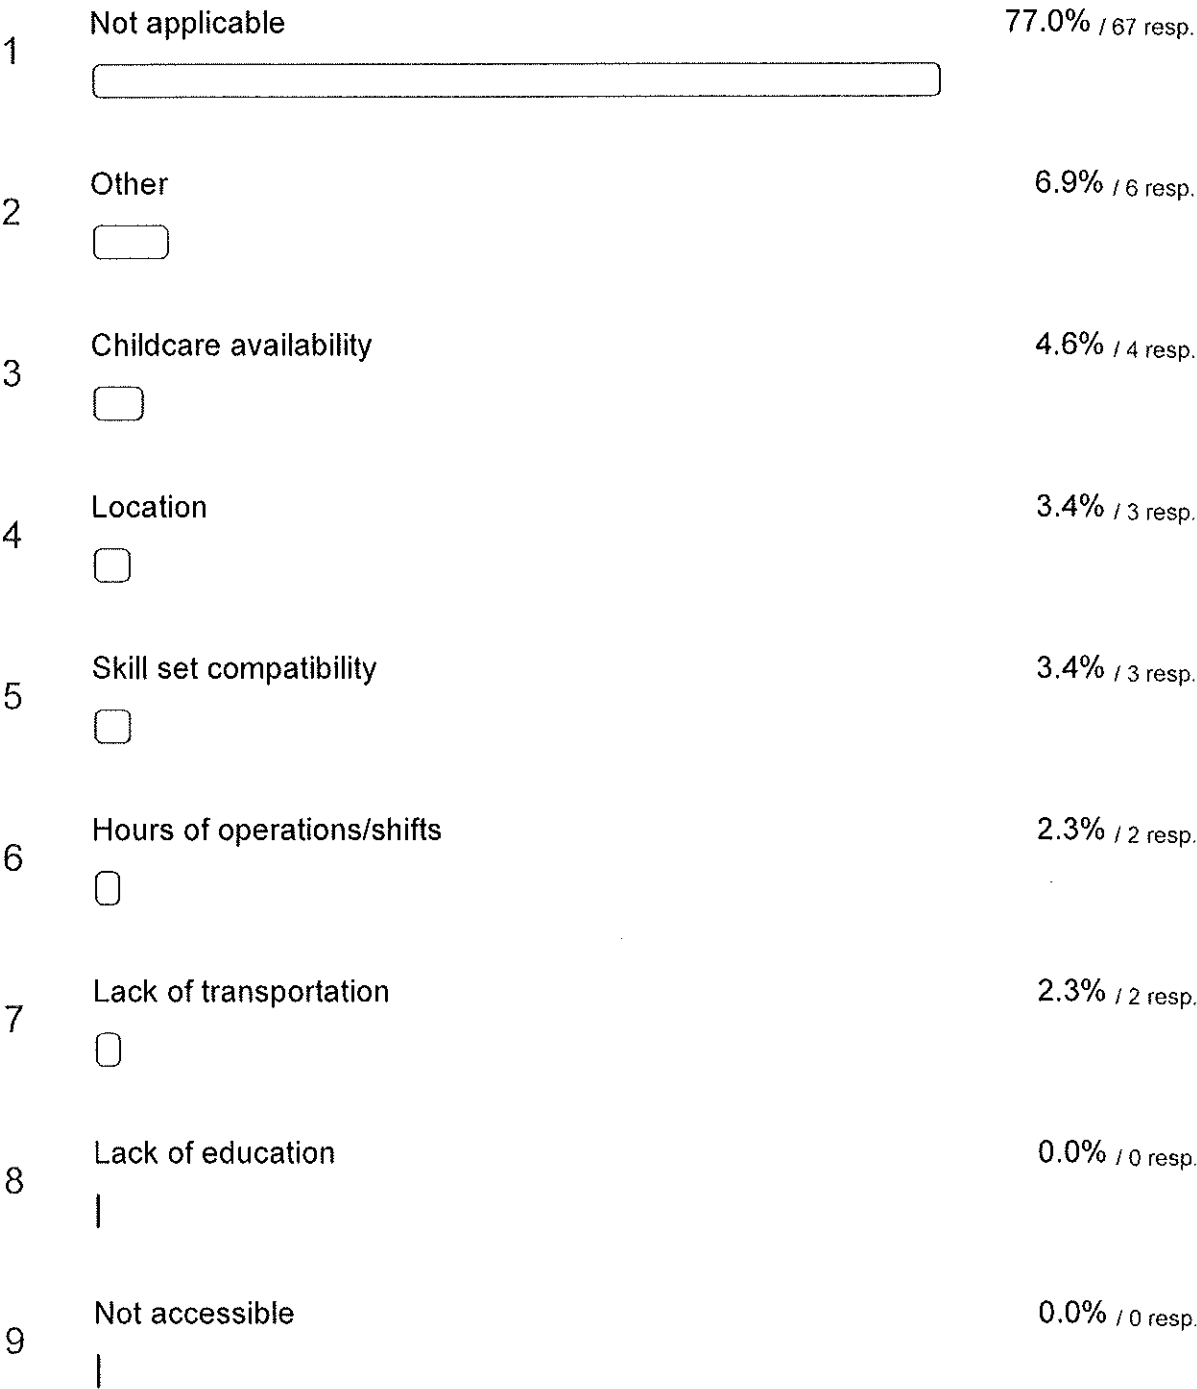 1 Not applicable 77.0% / 67 resp.
2 Other 6.9% / 6 resp.
3 Childcare availability 4.6% / 4 resp.
4 Location 3.4% / 3 resp.
5 Skill set compatibility 3.4% / 3 resp.
6 Hours of operations/shifts 2.3% / 2 resp.
7 Lack of transportation 2.3% / 2 resp.
8 Lack of education 0.0% / 0 resp.
9 Not accessible 0.0% / 0 resp.